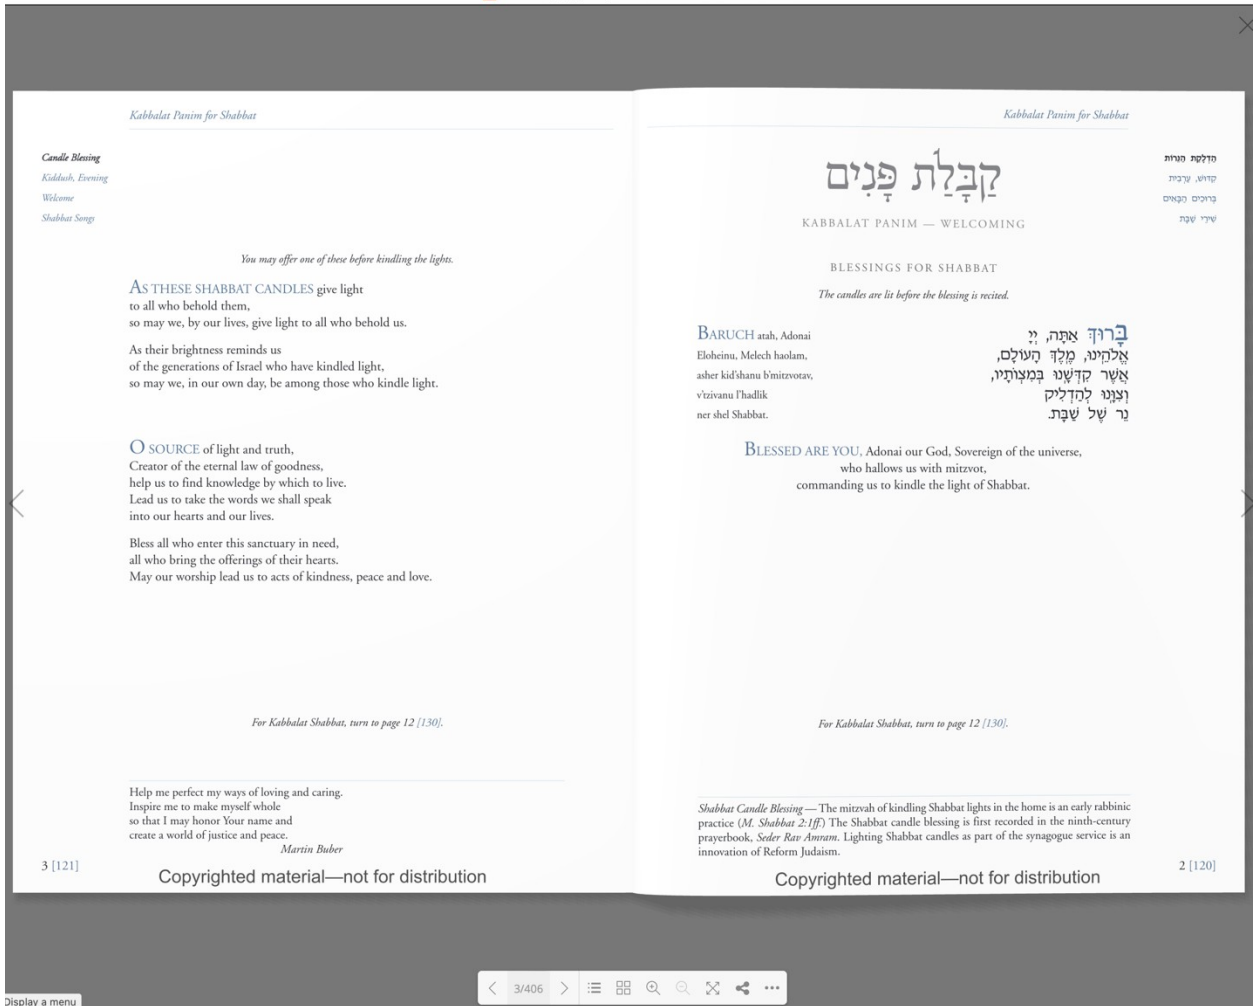 Kabbalat Panim for Shabbat
קַבָּלַת פָּנִים
KABBALAT PANIM — WELCOMING
BLESSINGS FOR SHABBAT
The candles are lit before the blessing is recited.
הַדְלָקַת הַנֵּרוֹת
קִדּוּשׁ, עַרְבִית
בְּרוּכִים הַבָּאִים
שִׁירֵי שַׁבָּת
בָּרוּךְ אַתָּה, יְיָ
אֱלֹהֵינוּ, מֶלֶךְ הָעוֹלָם,
אֲשֶׁר קִדְּשָׁנוּ בְּמִצְוֹתָיו,
וְצִוָּנוּ לְהַדְלִיק
נֵר שֶׁל שַׁבָּת.
BARUCH atah, Adonai
Eloheinu, Melech haolam,
asher kid'shanu b'mitzvotav,
v'tzivanu l'hadlik
ner shel Shabbat.
BLESSED ARE YOU, Adonai our God, Sovereign of the universe,
who hallows us with mitzvot,
commanding us to kindle the light of Shabbat.
For Kabbalat Shabbat, turn to page 12 [130].
Shabbat Candle Blessing — The mitzvah of kindling Shabbat lights in the home is an early rabbinic
practice (M. Shabbat 2:1ff.) The Shabbat candle blessing is first recorded in the ninth-century
prayerbook, Seder Rav Amram. Lighting Shabbat candles as part of the synagogue service is an
innovation of Reform Judaism.
2 [120]
Copyrighted material—not for distribution
Kabbalat Panim for Shabbat
Candle Blessing
Kiddush, Evening
Welcome
Shabbat Songs
You may offer one of these before kindling the lights.
AS THESE SHABBAT CANDLES give light
to all who behold them,
so may we, by our lives, give light to all who behold us.
As their brightness reminds us
of the generations of Israel who have kindled light,
so may we, in our own day, be among those who kindle light.
O SOURCE of light and truth,
Creator of the eternal law of goodness,
help us to find knowledge by which to live.
Lead us to take the words we shall speak
into our hearts and our lives.
Bless all who enter this sanctuary in need,
all who bring the offerings of their hearts.
May our worship lead us to acts of kindness, peace and love.
For Kabbalat Shabbat, turn to page 12 [130].
Help me perfect my ways of loving and caring.
Inspire me to make myself whole
so that I may honor Your name and
create a world of justice and peace.
Martin Buber
3 [121]
Copyrighted material—not for distribution
3/406
Display a menu